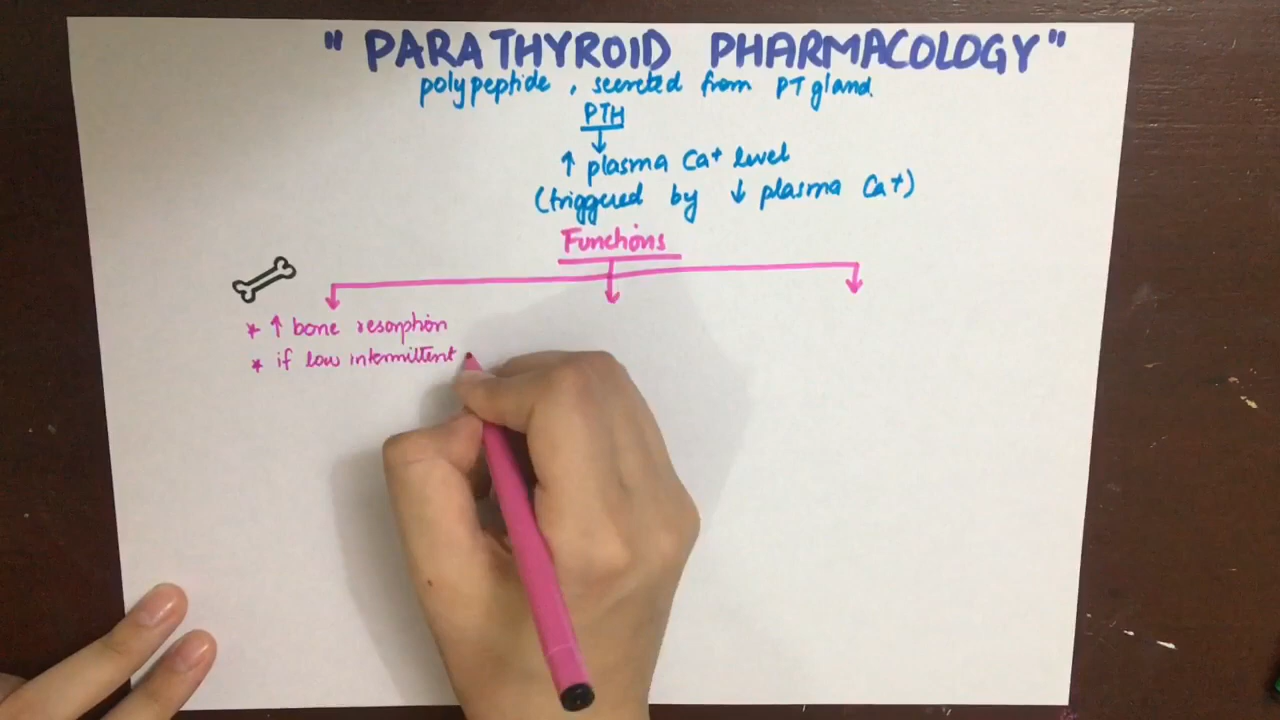 "PARATHYROID PHARMACOLOGY"
polypeptide, secreted from PT gland
PTH
↑ plasma Ca+ level
(triggered by ↓ plasma Ca+)
Functions
* ↑ bone resorption
* if low intermittent